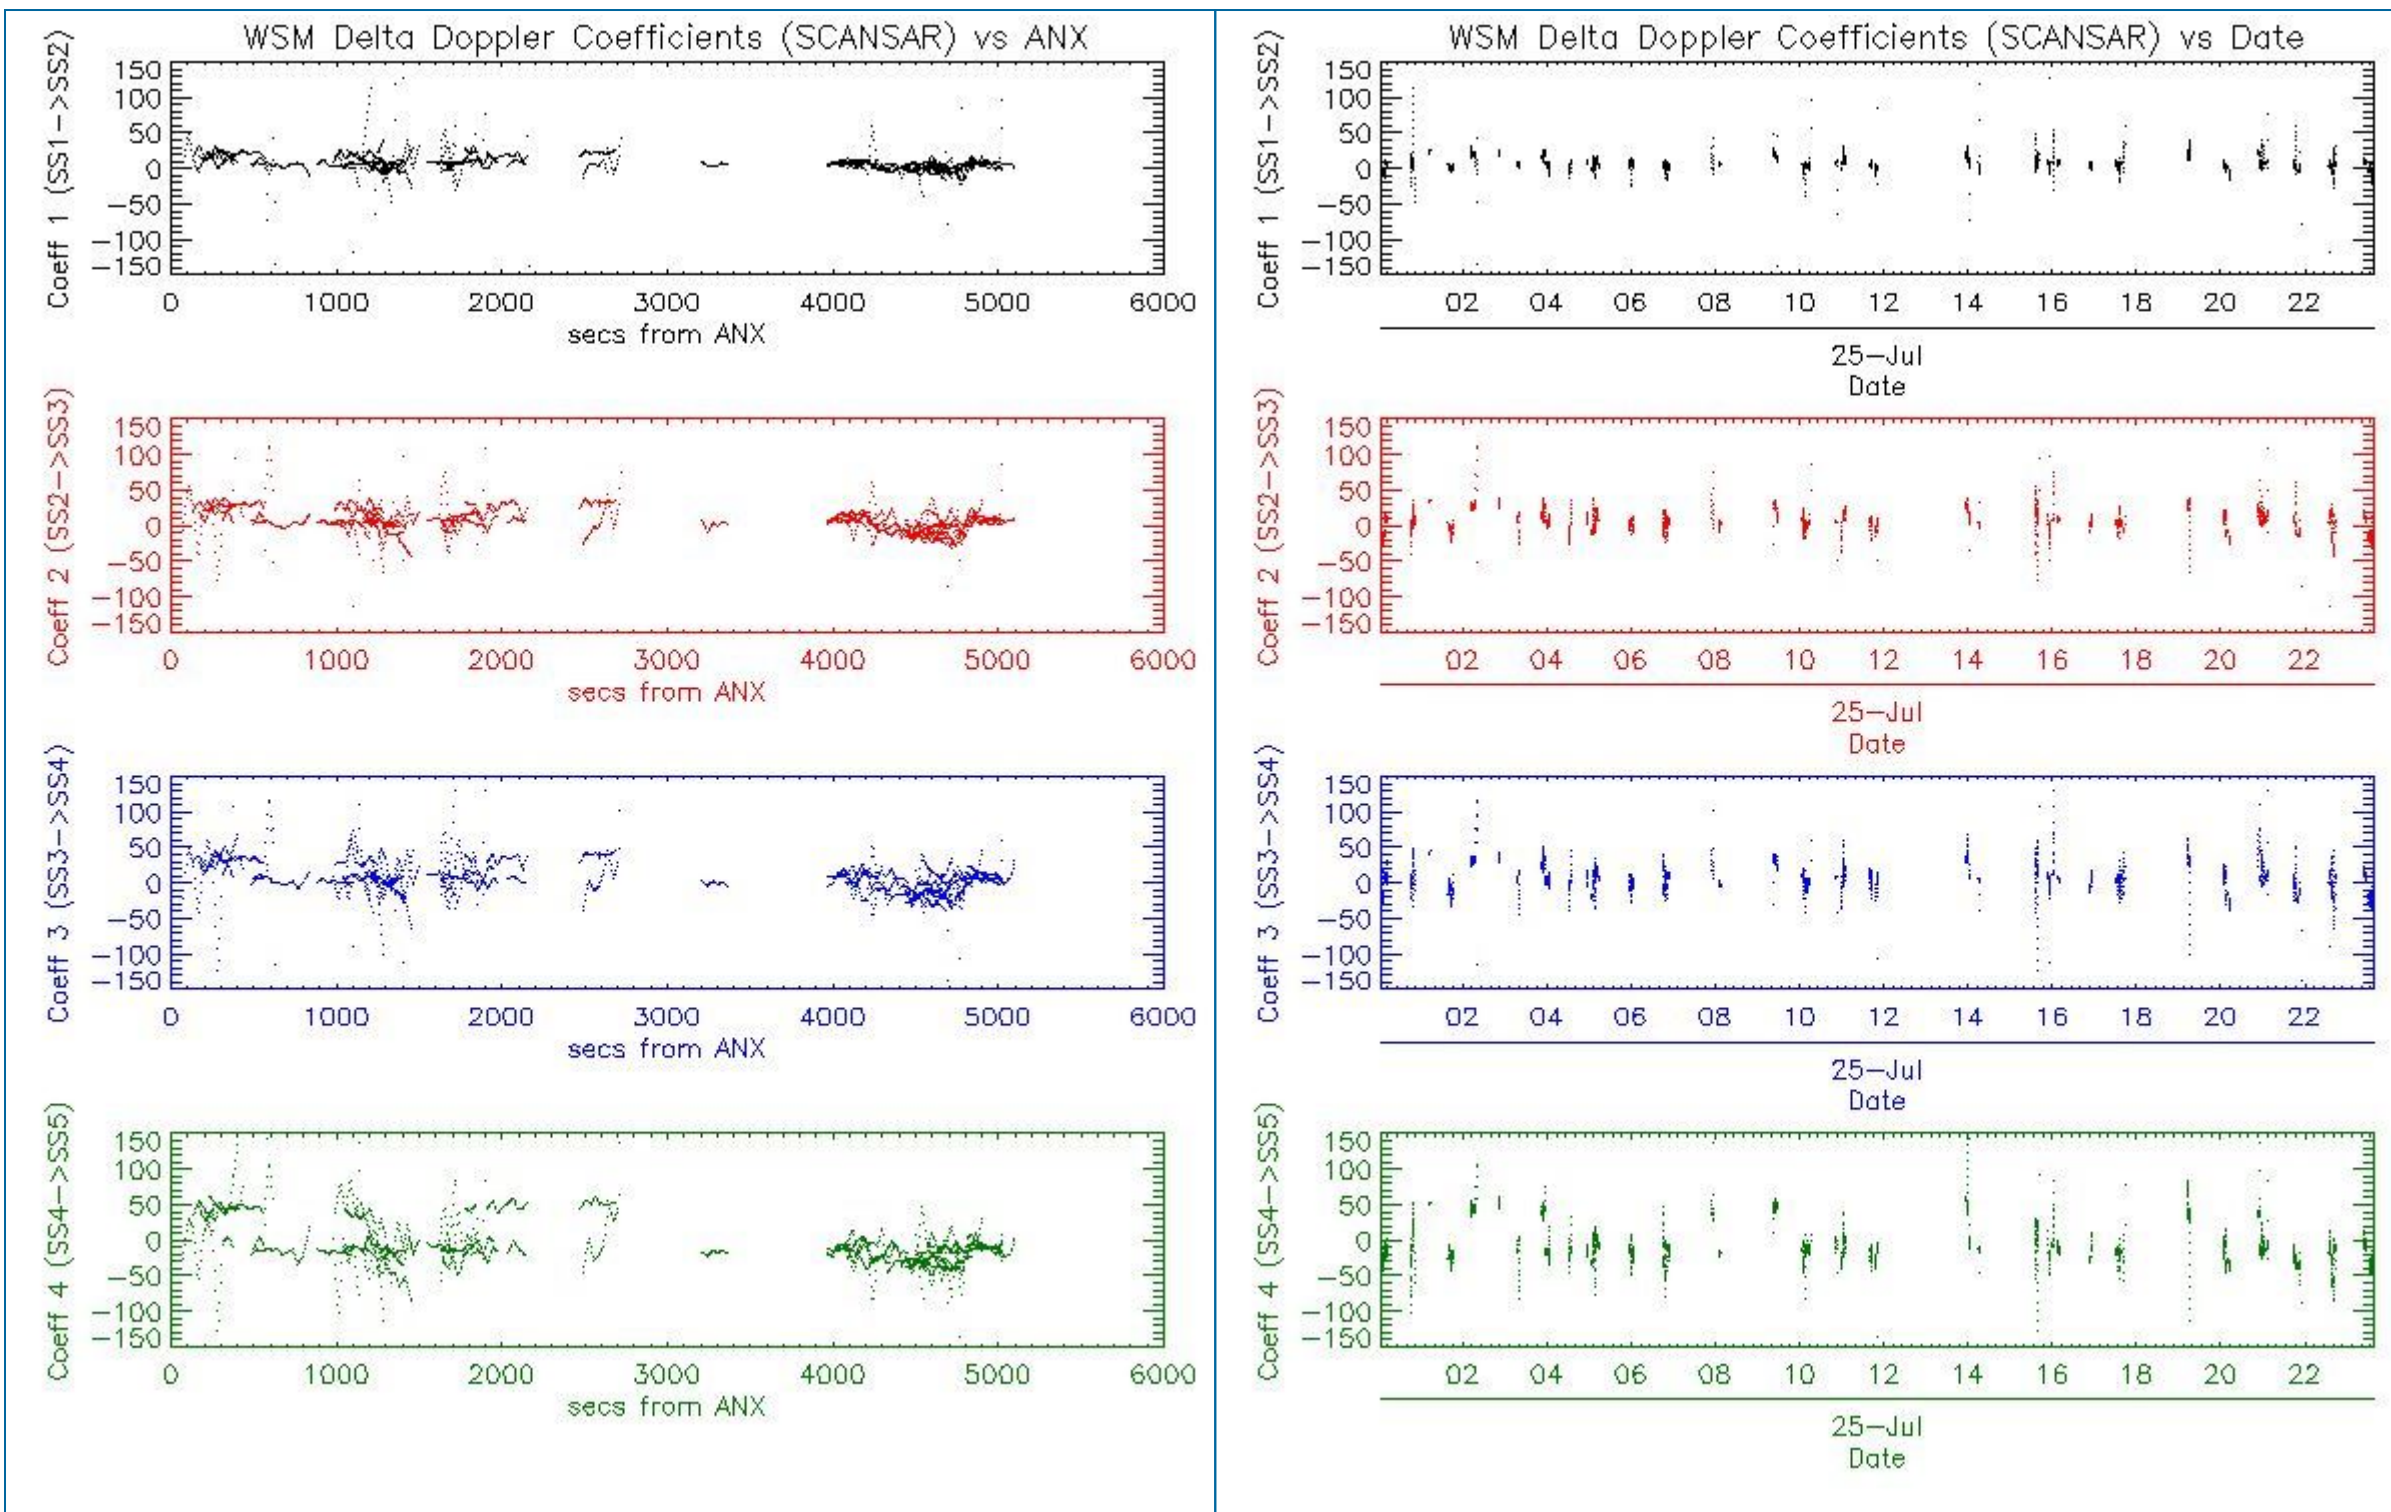 WSM Delta Doppler Coefficients (SCANSAR) vs ANX
Coeff 1 (SS1->SS2)
150
100
50
0
-50
-100
-150
0 1000 2000 3000 4000 5000 6000
secs from ANX
Coeff 2 (SS2->SS3)
150
100
50
0
-50
-100
-150
0 1000 2000 3000 4000 5000 6000
secs from ANX
Coeff 3 (SS3->SS4)
150
100
50
0
-50
-100
-150
0 1000 2000 3000 4000 5000 6000
secs from ANX
Coeff 4 (SS4->SS5)
150
100
50
0
-50
-100
-150
0 1000 2000 3000 4000 5000 6000
secs from ANX
WSM Delta Doppler Coefficients (SCANSAR) vs Date
Coeff 1 (SS1->SS2)
150
100
50
0
-50
-100
-150
02 04 06 08 10 12 14 16 18 20 22
25-Jul
Date
Coeff 2 (SS2->SS3)
150
100
50
0
-50
-100
-150
02 04 06 08 10 12 14 16 18 20 22
25-Jul
Date
Coeff 3 (SS3->SS4)
150
100
50
0
-50
-100
-150
02 04 06 08 10 12 14 16 18 20 22
25-Jul
Date
Coeff 4 (SS4->SS5)
150
100
50
0
-50
-100
-150
02 04 06 08 10 12 14 16 18 20 22
25-Jul
Date